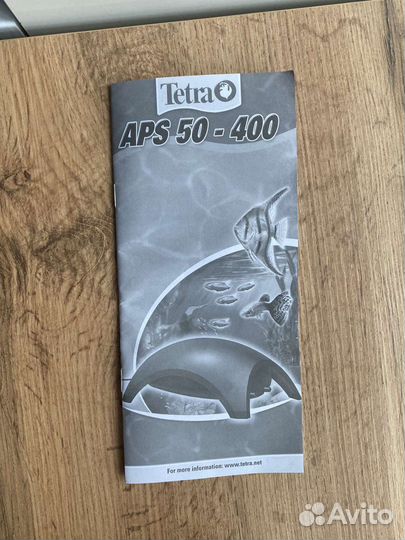 Tetra
APS 50 - 400
For more information: www.tetra.net
Avito